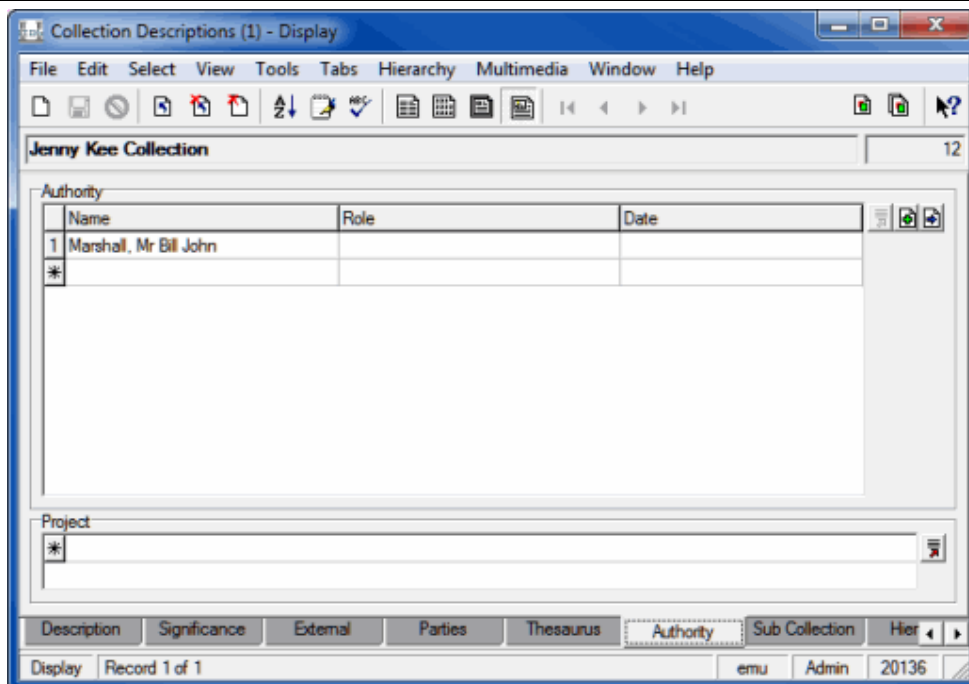 Collection Descriptions (1) - Display
File Edit Select View Tools Tabs Hierarchy Multimedia Window Help
Jenny Kee Collection 12
Authority
Name Role Date
1 Marshall, Mr Bill John
Project
Description Significance External Parties Thesaurus Authority Sub Collection Hier
Display Record 1 of 1 emu Admin 20136